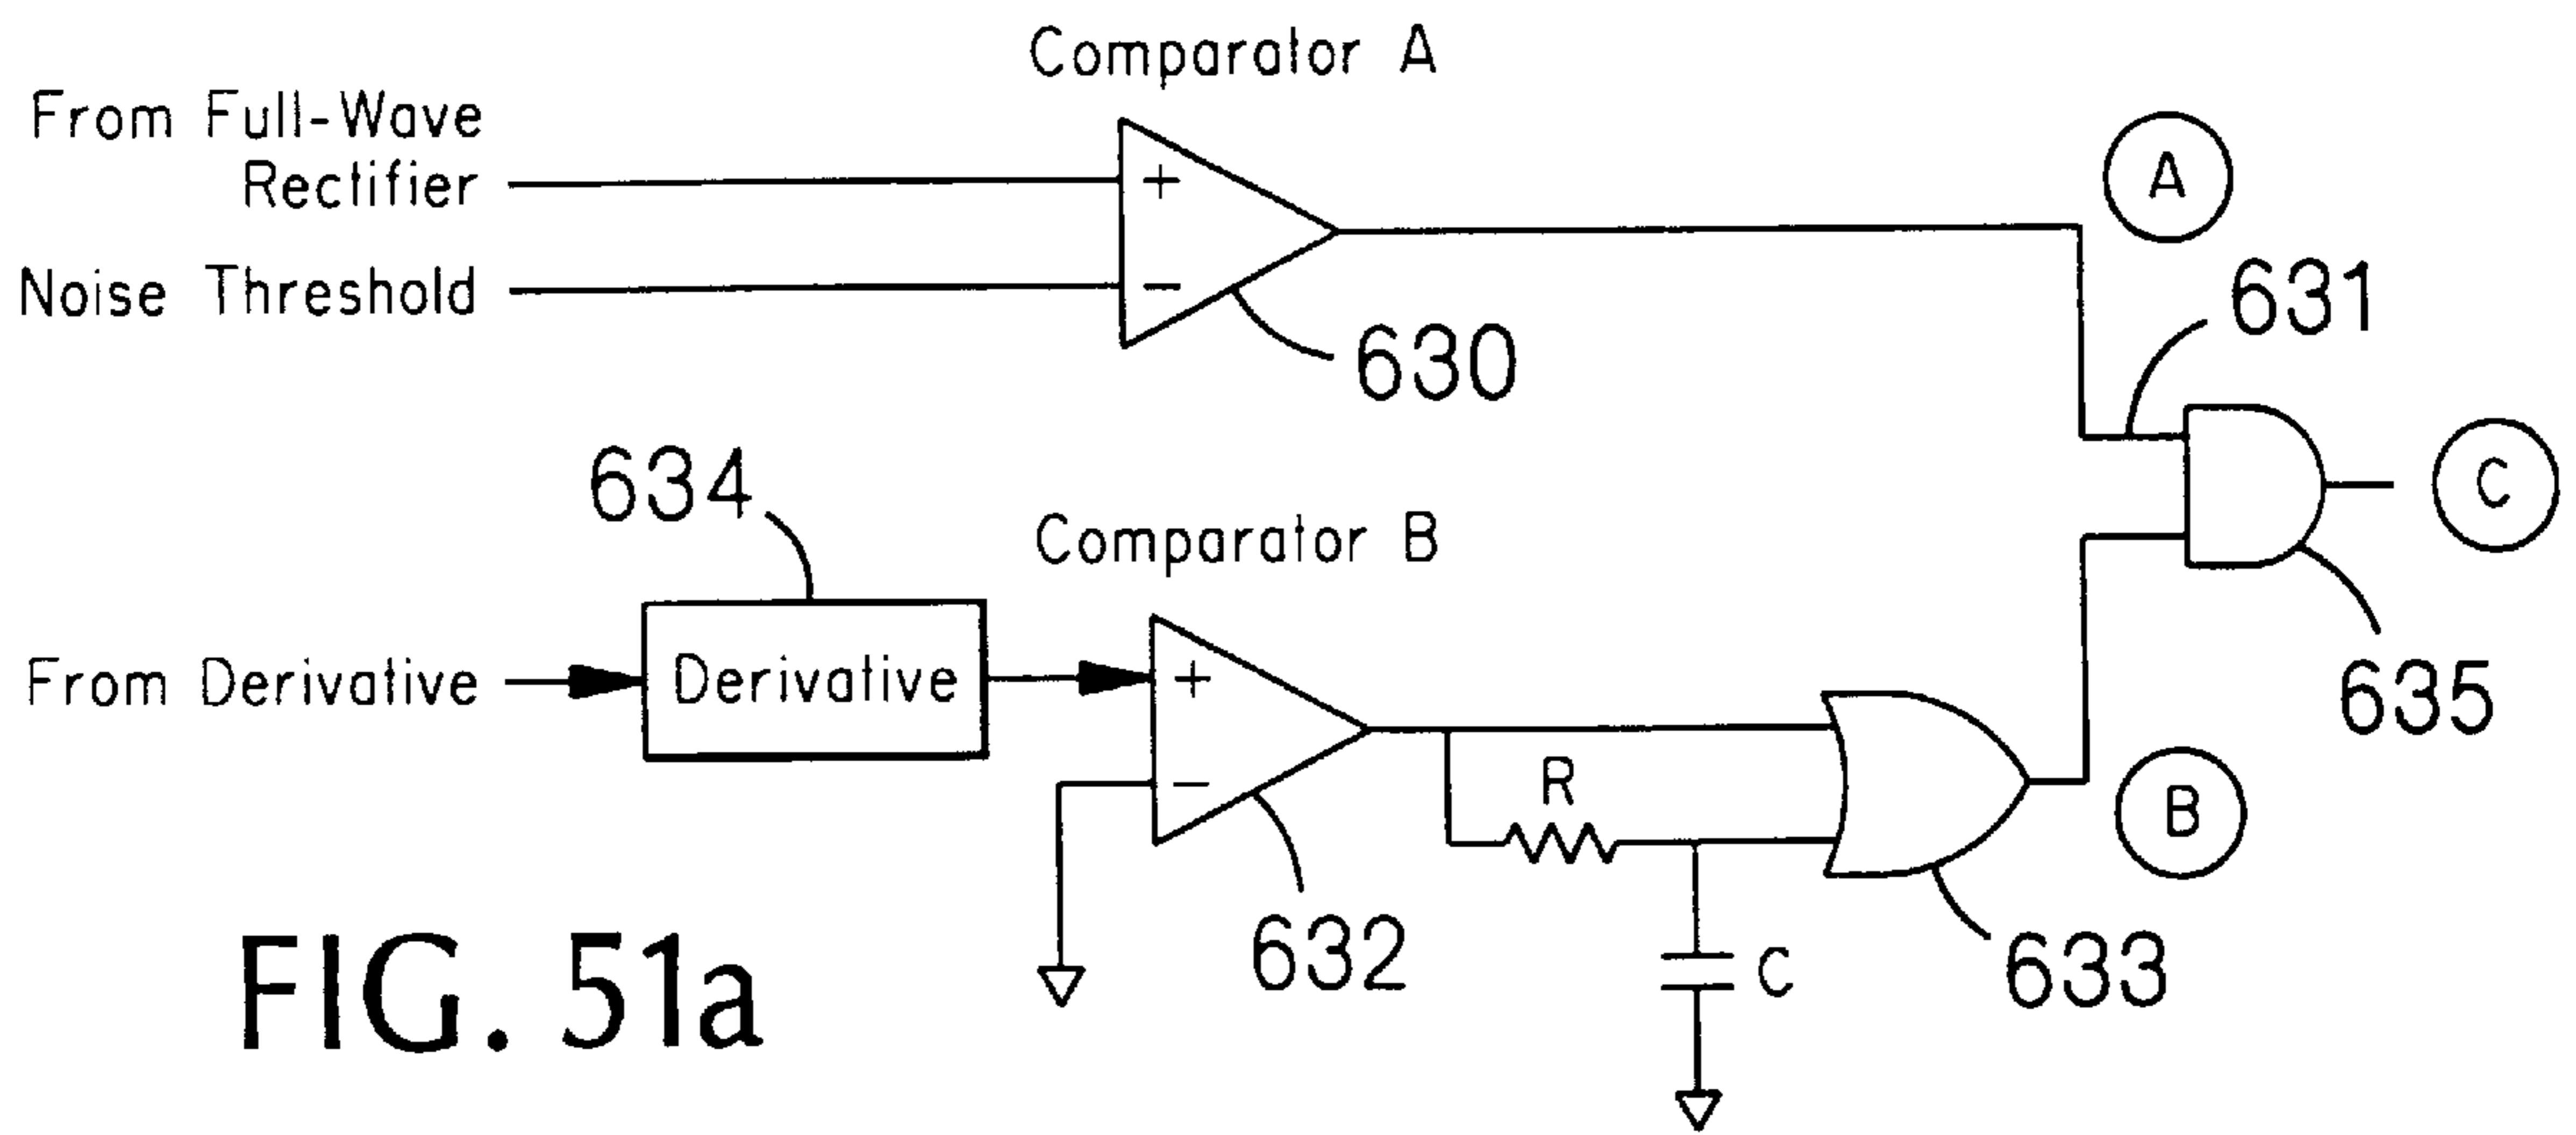 Comparator A
From Full-Wave
Rectifier
+
A
Noise Threshold
−
631
630
634
C
Comparator B
From Derivative
Derivative
+
635
−
R
B
632
C
633
FIG. 51a